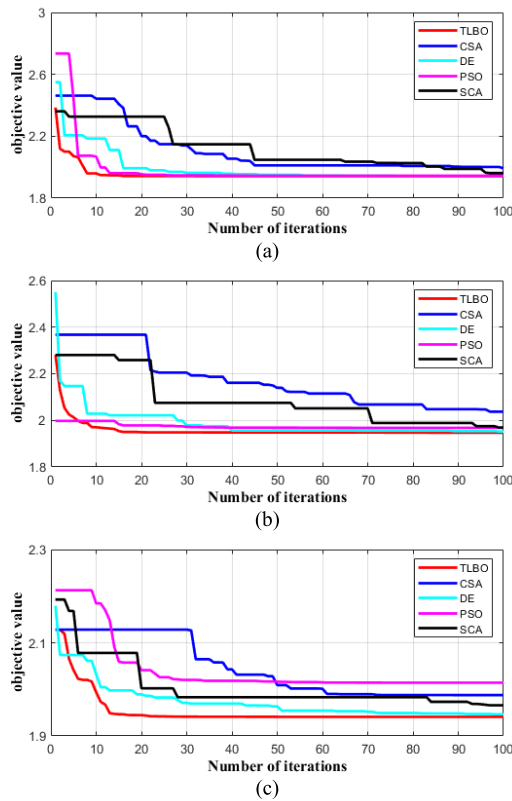 3
2.6
2.2
1.8
objective value
TLBO
CSA
DE
PSO
SCA
0 10 20 30 40 50 60 70 80 90 100
Number of iterations
(a)
2.6
2.4
2.2
2
1.8
objective value
TLBO
CSA
DE
PSO
SCA
0 10 20 30 40 50 60 70 80 90 100
Number of iterations
(b)
2.3
2.1
1.9
objective value
TLBO
CSA
DE
PSO
SCA
0 10 20 30 40 50 60 70 80 90 100
Number of iterations
(c)